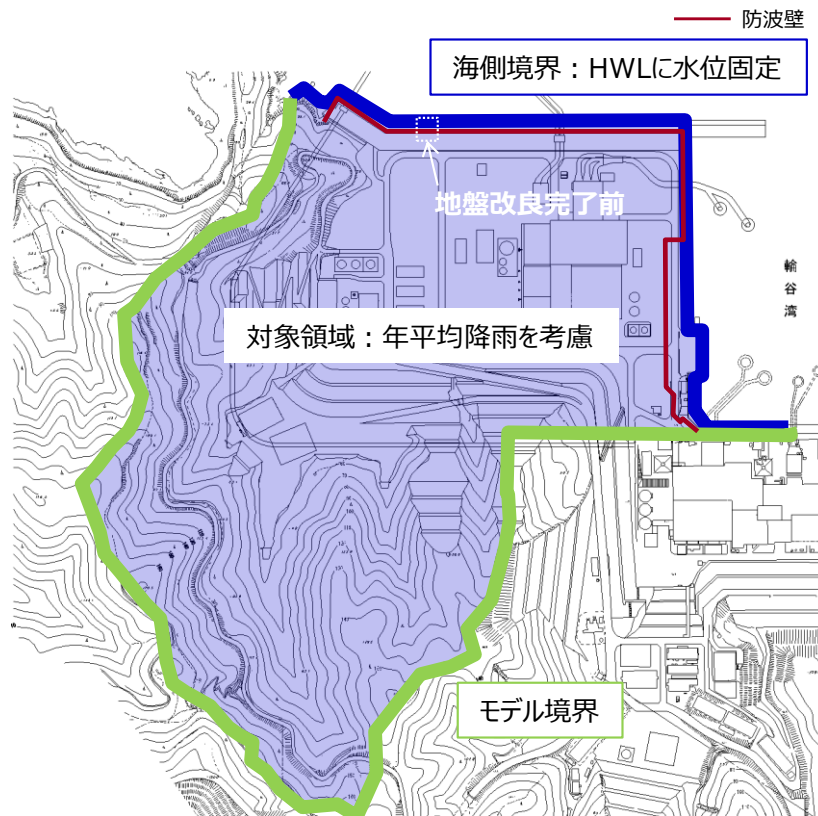 防波壁
海側境界：HWLに水位固定
地盤改良完了前
輪谷湾
対象領域：年平均降雨を考慮
モデル境界